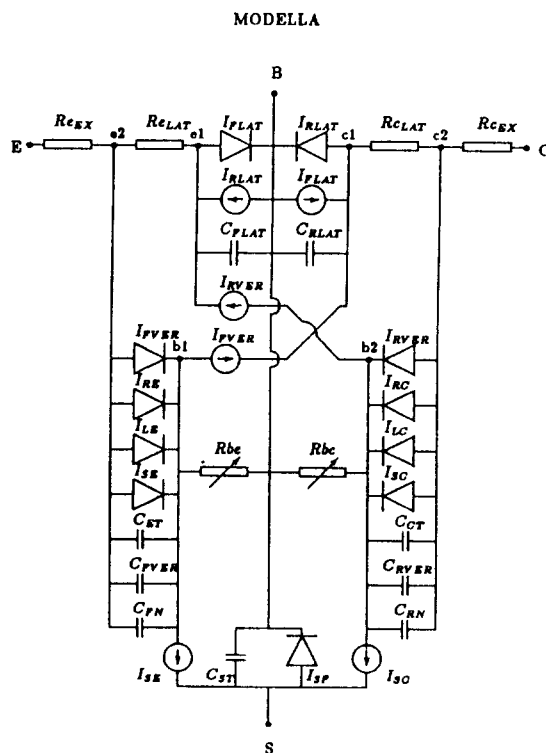 MODELLA
B
Re_EX e2 Re_LAT e1 I_FLAT I_RLAT c1 Rc_LAT c2 Rc_EX
E C
I_RLAT I_FLAT
C_FLAT C_RLAT
I_RVER
I_FVER b1 I_FVER b2 I_RVER
I_RE I_RC
I_LE I_LC
Rbe Rbc
I_SE I_SC
C_ET C_CT
C_FVER C_RVER
C_FN C_RN
I_SE C_ST I_SF I_SC
S